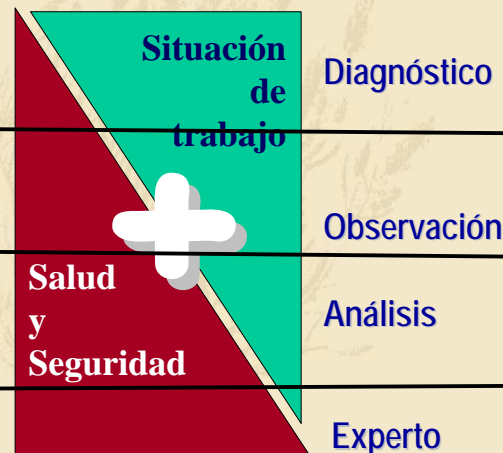 Situación
de
trabajo
Diagnóstico
Observación
Salud
y
Seguridad
Análisis
Experto